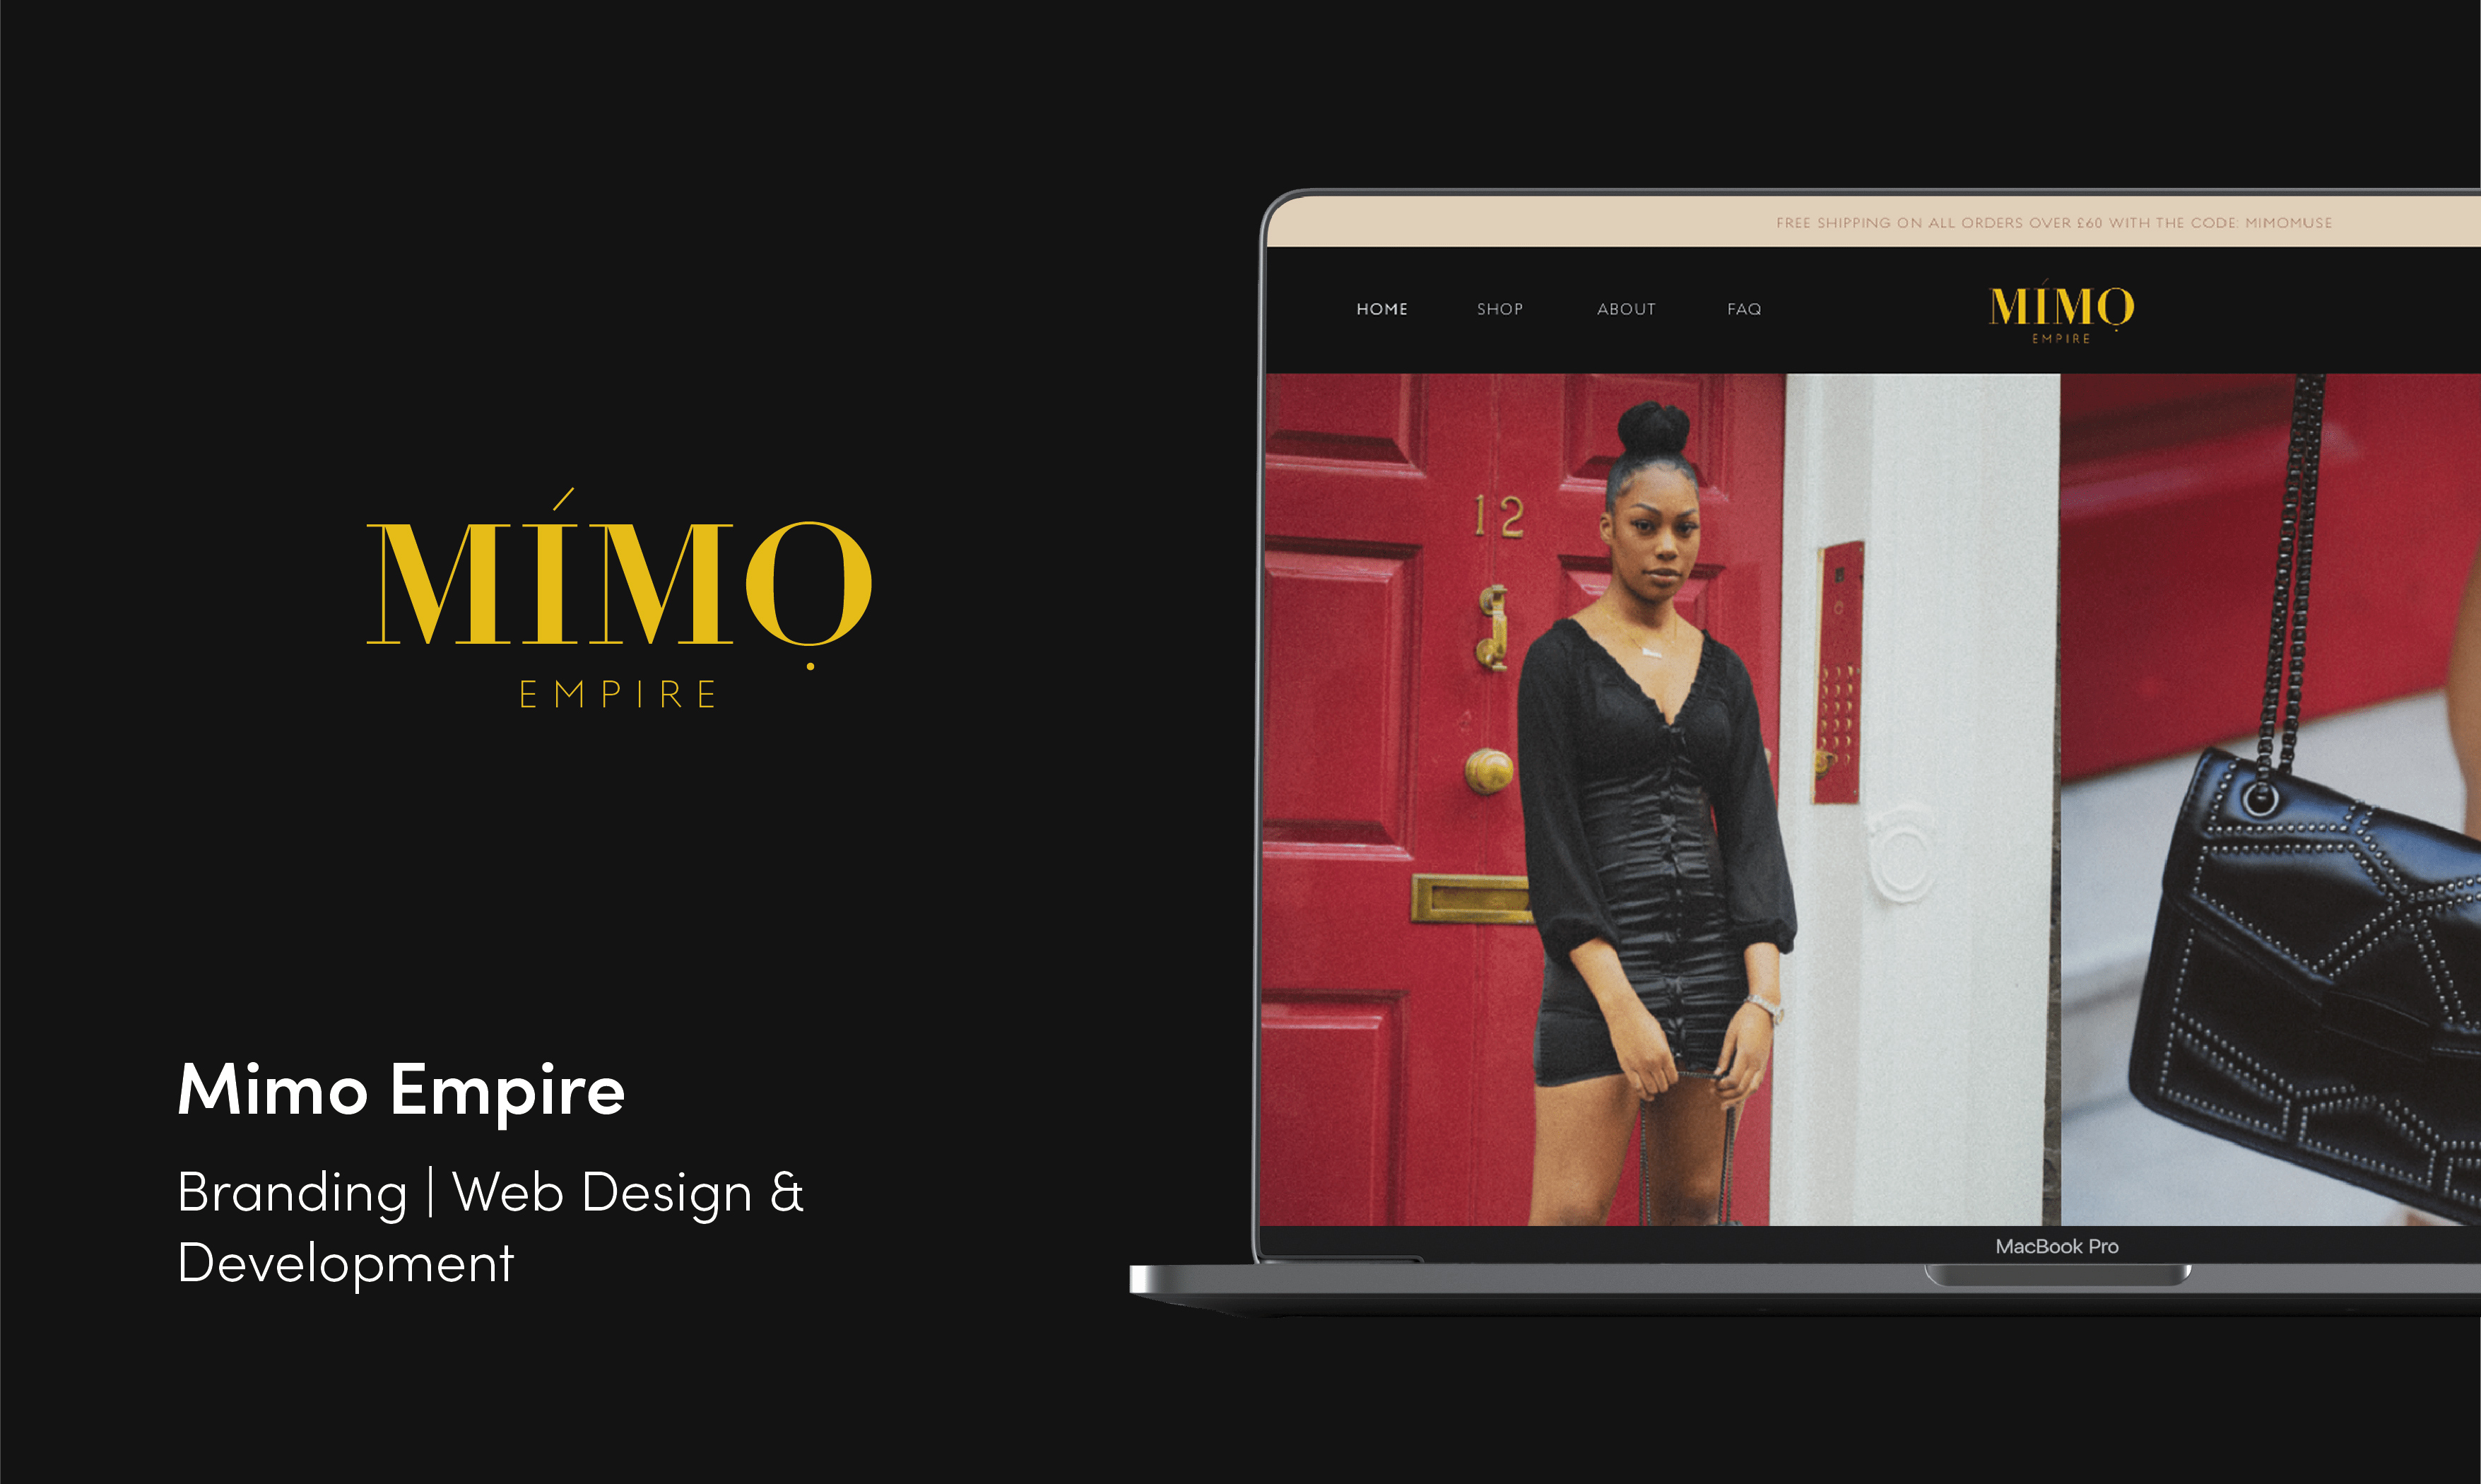 MÍMỌ
EMPIRE
Mimo Empire
Branding | Web Design &
Development
FREE SHIPPING ON ALL ORDERS OVER £60 WITH THE CODE: MIMOMUSE
HOME SHOP ABOUT FAQ
MÍMỌ
EMPIRE
12
MacBook Pro